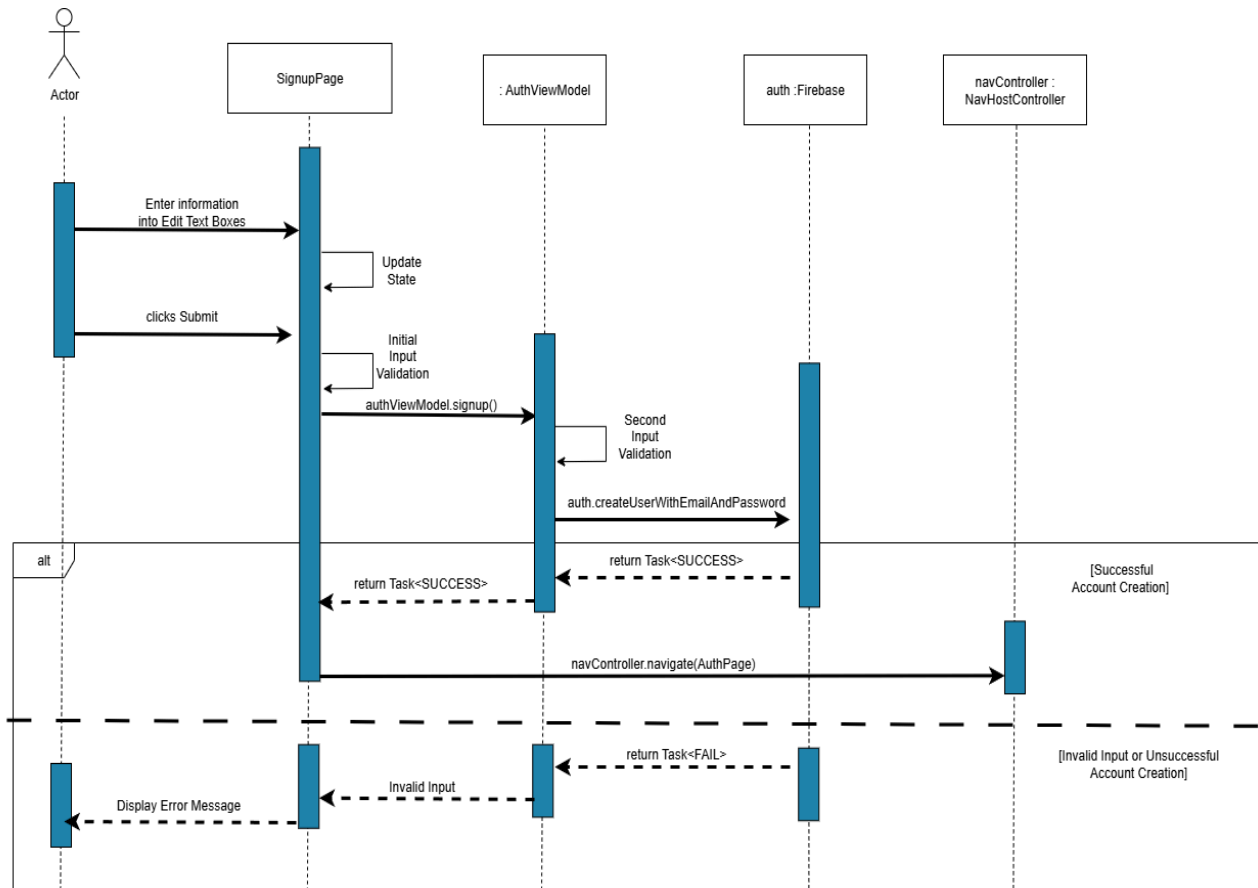 Actor
SignupPage
: AuthViewModel
auth :Firebase
navController :
NavHostController
Enter information
into Edit Text Boxes
Update
State
clicks Submit
Initial
Input
Validation
authViewModel.signup()
Second
Input
Validation
auth.createUserWithEmailAndPassword
alt
[Successful
Account Creation]
return Task<SUCCESS>
return Task<SUCCESS>
navController.navigate(AuthPage)
[Invalid Input or Unsuccessful
Account Creation]
return Task<FAIL>
Invalid Input
Display Error Message